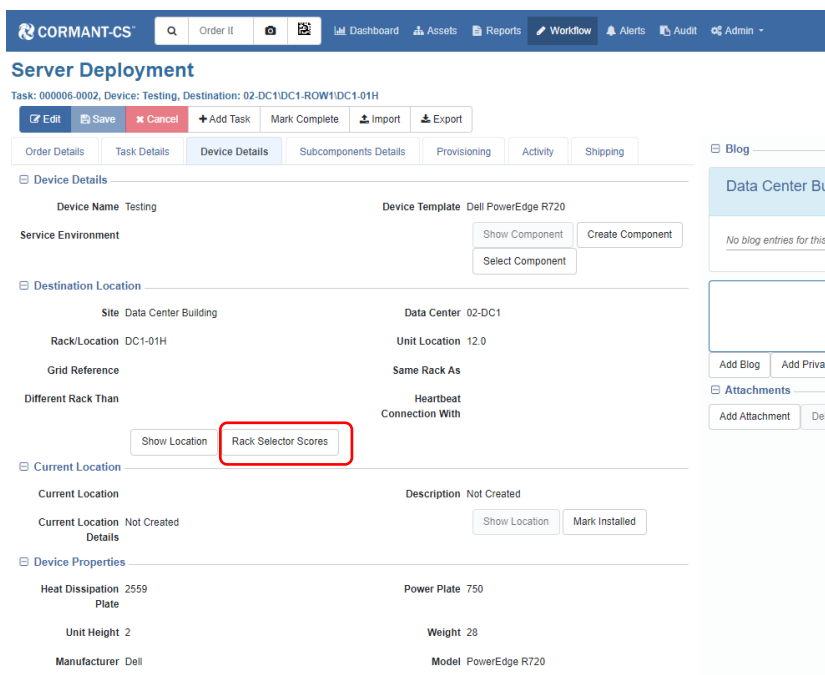 CORMANT-CS™ Order II Dashboard Assets Reports Workflow Alerts Audit Admin
Server Deployment
Task: 000006-0002, Device: Testing, Destination: 02-DC1\DC1-ROW1\DC1-01H
Edit Save Cancel Add Task Mark Complete Import Export
Order Details Task Details Device Details Subcomponents Details Provisioning Activity Shipping
Blog
Device Details
Data Center Bu
Device Name Testing Device Template Dell PowerEdge R720
Service Environment Show Component Create Component
No blog entries for this
Select Component
Destination Location
Site Data Center Building Data Center 02-DC1
Rack/Location DC1-01H Unit Location 12.0
Grid Reference Same Rack As
Add Blog Add Priva
Attachments
Different Rack Than Heartbeat
Connection With
Add Attachment De
Show Location Rack Selector Scores
Current Location
Current Location Description Not Created
Current Location Not Created Show Location Mark Installed
Details
Device Properties
Heat Dissipation 2559 Power Plate 750
Plate
Unit Height 2 Weight 28
Manufacturer Dell Model PowerEdge R720